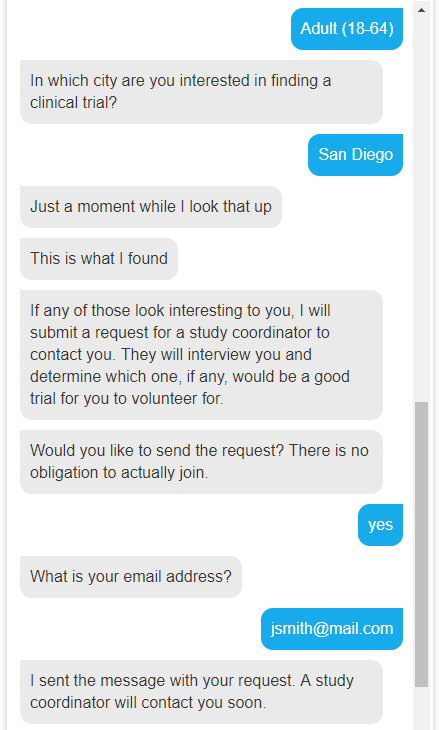 Adult (18-64)
In which city are you interested in finding a
clinical trial?
San Diego
Just a moment while I look that up
This is what I found
If any of those look interesting to you, I will
submit a request for a study coordinator to
contact you. They will interview you and
determine which one, if any, would be a good
trial for you to volunteer for.
Would you like to send the request? There is no
obligation to actually join.
yes
What is your email address?
jsmith@mail.com
I sent the message with your request. A study
coordinator will contact you soon.